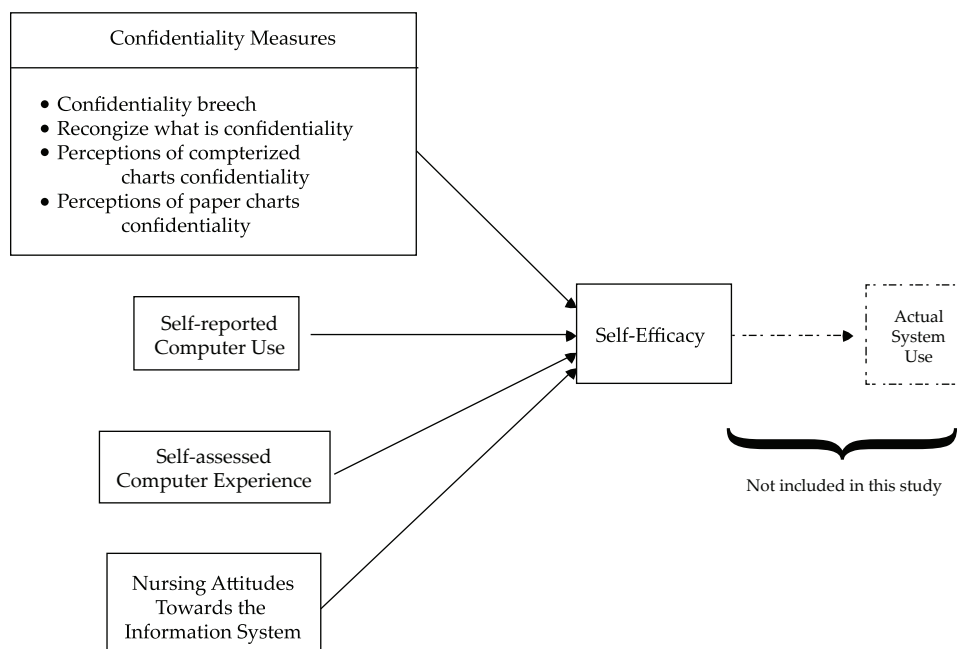 Confidentiality Measures
• Confidentiality breech
• Recongize what is confidentiality
• Perceptions of compterized
charts confidentiality
• Perceptions of paper charts
confidentiality
Self-reported
Computer Use
Self-assessed
Computer Experience
Nursing Attitudes
Towards the
Information System
Self-Efficacy
Actual
System
Use
Not included in this study